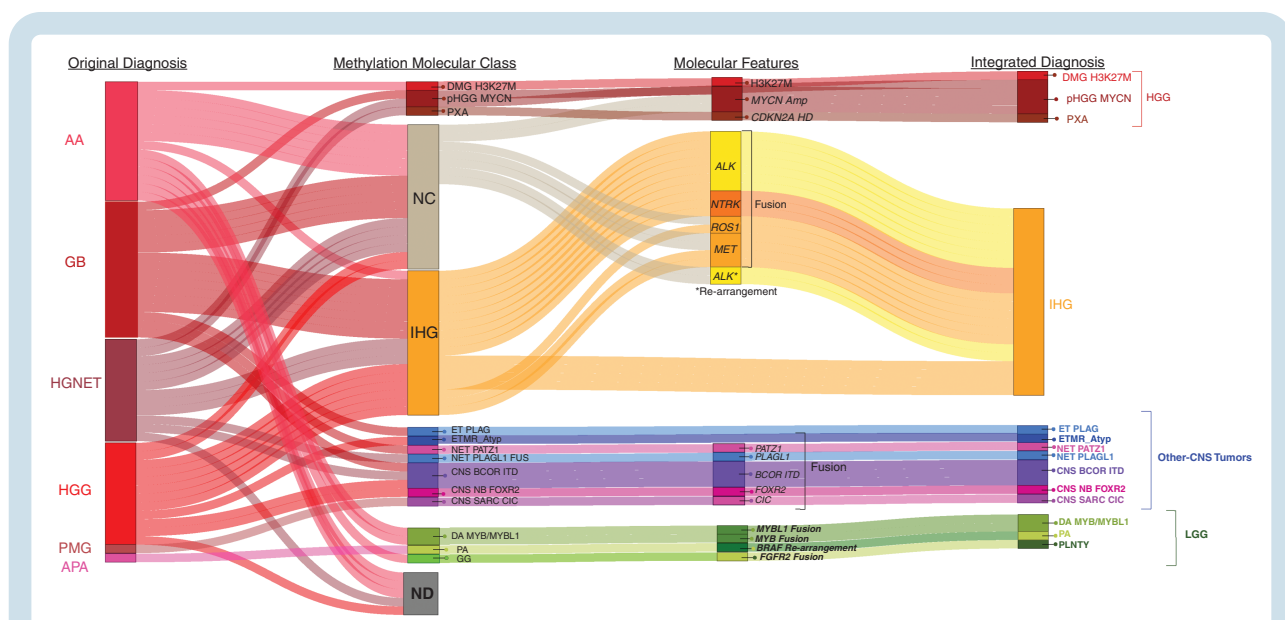 Original Diagnosis
Methylation Molecular Class
Molecular Features
Integrated Diagnosis
AA
GB
HGNET
HGG
PMG
APA
DMG H3K27M
pHGG MYCN
PXA
NC
IHG
ET PLAG
ETMR_Atyp
NET PATZ1
NET PLAGL1 FUS
CNS BCOR ITD
CNS NB FOXR2
CNS SARC CIC
DA MYB/MYBL1
PA
GG
ND
H3K27M
MYCN Amp
CDKN2A HD
ALK
NTRK
ROS1
MET
Fusion
ALK*
*Re-arrangement
PATZ1
PLAGL1
BCOR ITD
FOXR2
CIC
Fusion
MYBL1 Fusion
MYB Fusion
BRAF Re-arrangement
FGFR2 Fusion
DMG H3K27M
pHGG MYCN
PXA
HGG
IHG
ET PLAG
ETMR_Atyp
NET PATZ1
NET PLAGL1
CNS BCOR ITD
CNS NB FOXR2
CNS SARC CIC
Other-CNS Tumors
DA MYB/MYBL1
PA
PLNTY
LGG